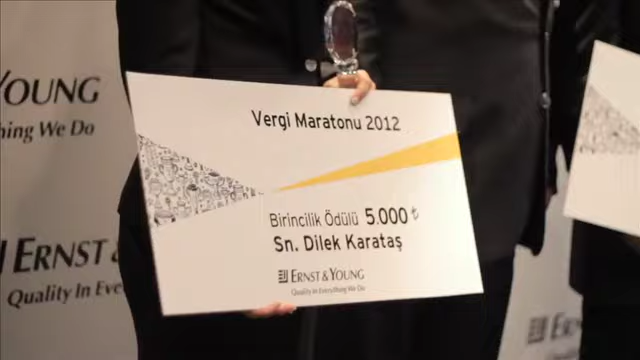 YOUNG
hing We Do
ERNST &
Quality In Eve
Vergi Maratonu 2012
Birincilik Ödülü 5.000 ₺
Sn. Dilek Karataş
ERNST & YOUNG
Quality In Everything We Do
ERNST